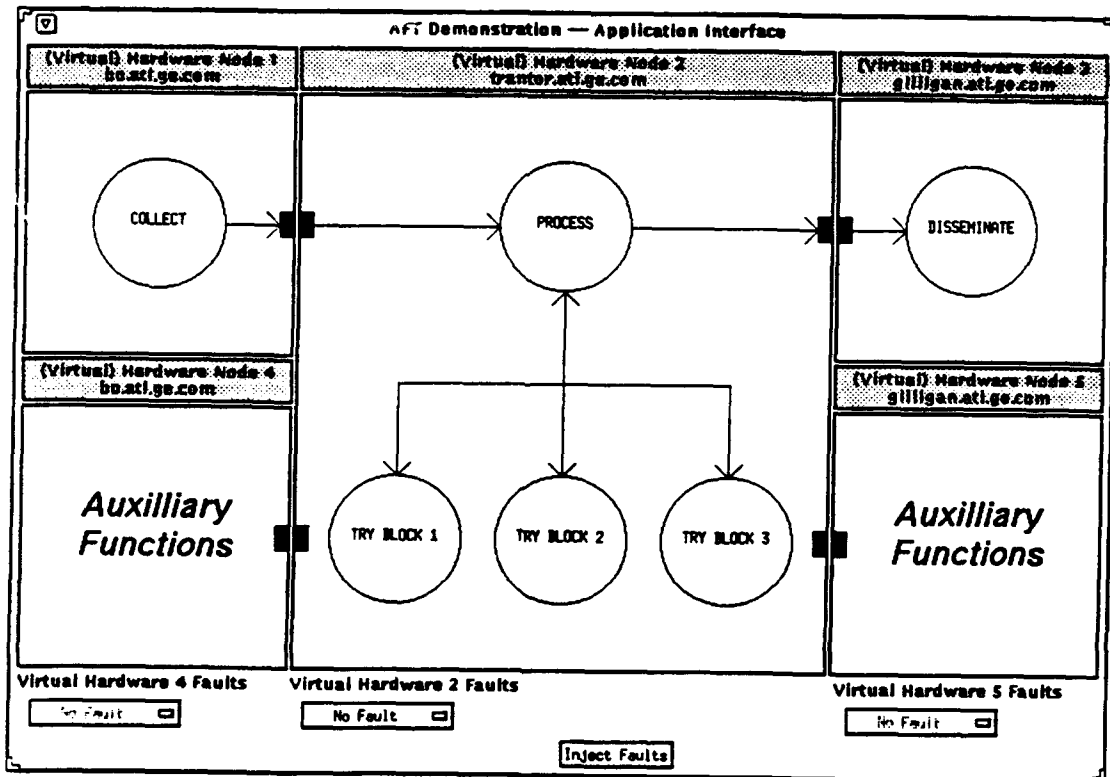 AFT Demonstration — Application Interface
(Virtual) Hardware Node 1
bo.atl.ge.com
(Virtual) Hardware Node 2
trantor.atl.ge.com
(Virtual) Hardware Node 3
gilligan.atl.ge.com
COLLECT
PROCESS
DISSEMINATE
(Virtual) Hardware Node 4
bo.atl.ge.com
(Virtual) Hardware Node 5
gilligan.atl.ge.com
Auxilliary
Functions
TRY BLOCK 1
TRY BLOCK 2
TRY BLOCK 3
Auxilliary
Functions
Virtual Hardware 4 Faults
No Fault
Virtual Hardware 2 Faults
No Fault
Virtual Hardware 5 Faults
No Fault
Inject Faults